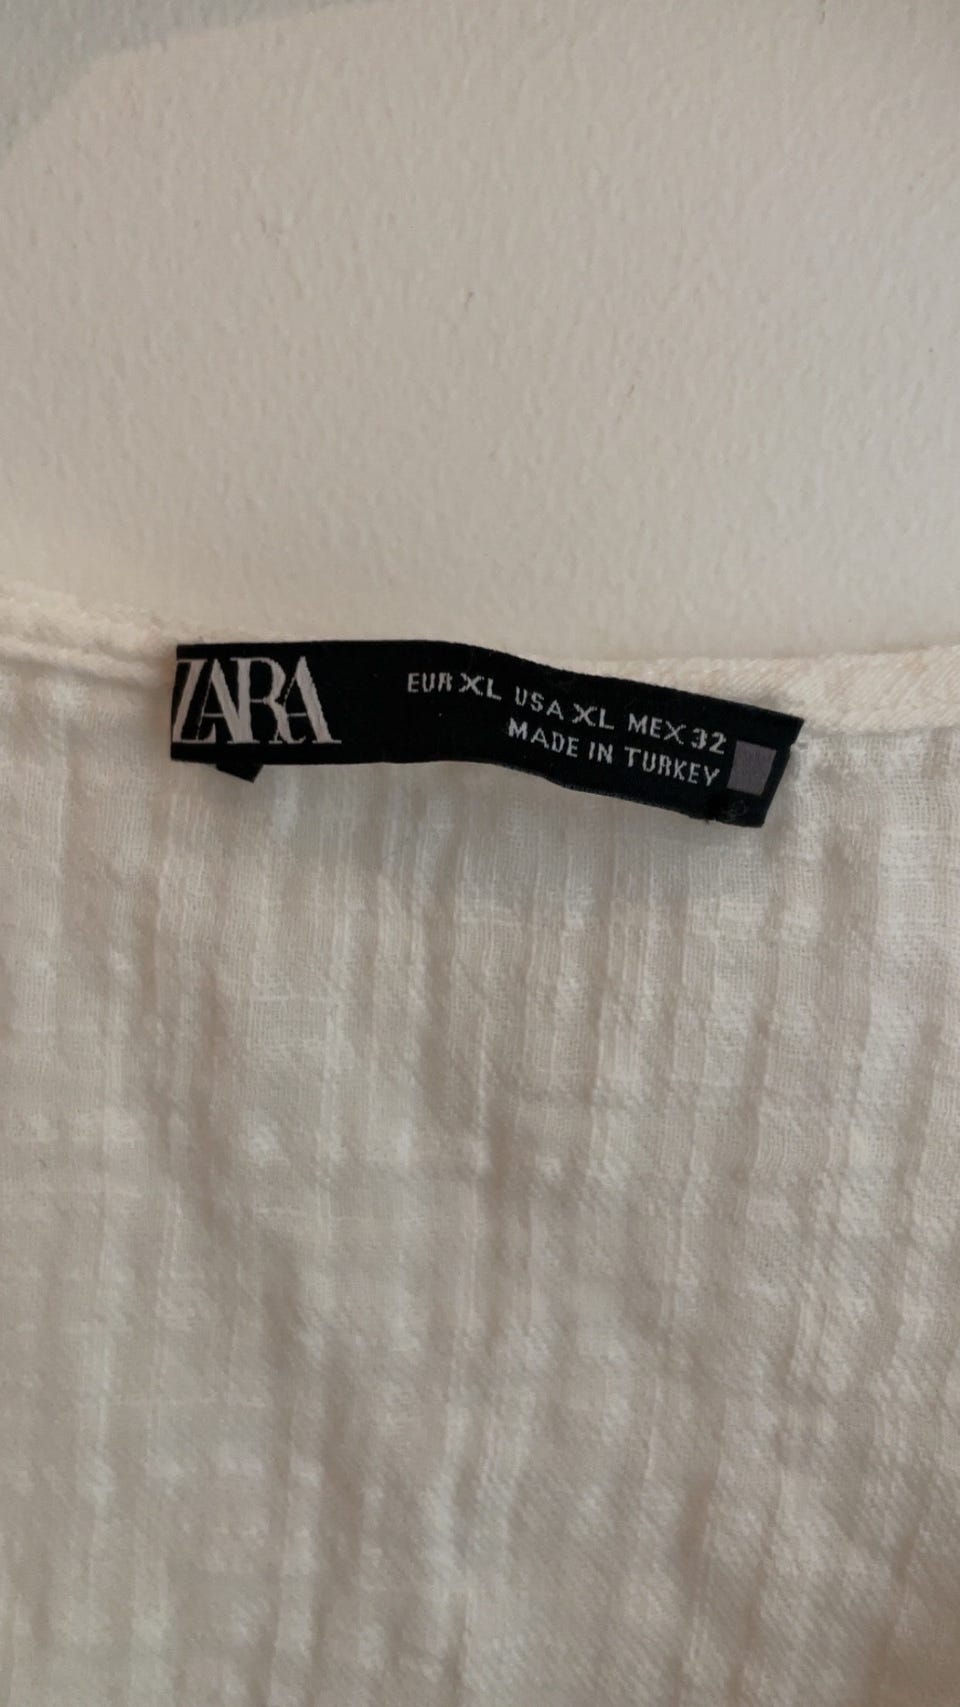 ZARA
EUR XL USA XL MEX 32
MADE IN TURKEY